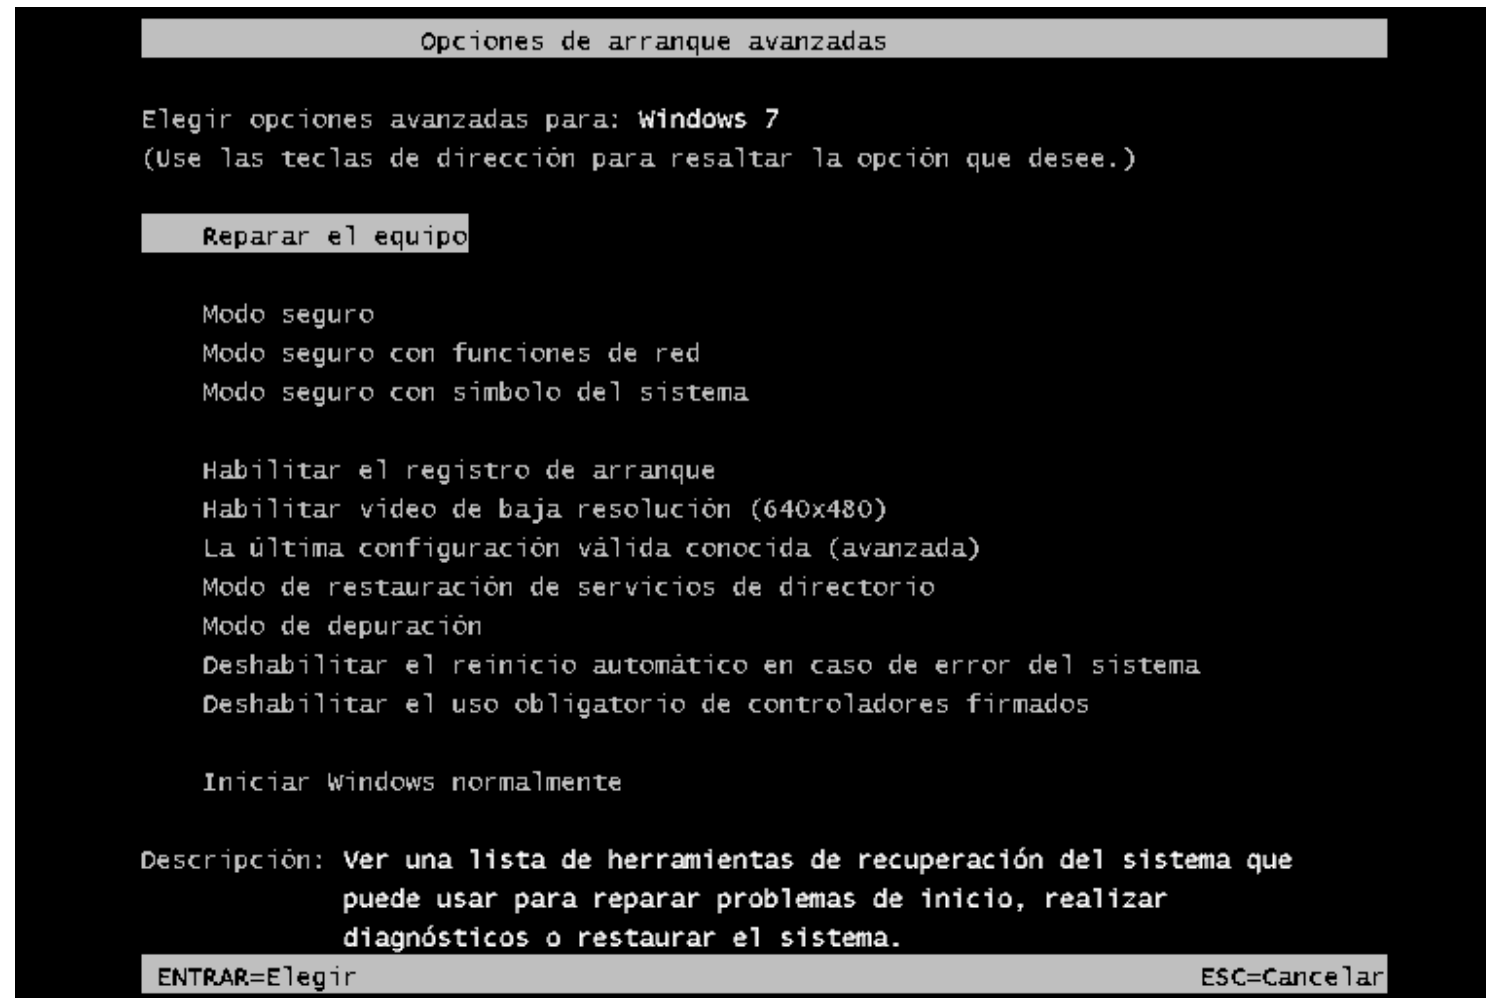 Opciones de arranque avanzadas
Elegir opciones avanzadas para: Windows 7
(Use las teclas de dirección para resaltar la opción que desee.)
Reparar el equipo
Modo seguro
Modo seguro con funciones de red
Modo seguro con símbolo del sistema
Habilitar el registro de arranque
Habilitar vídeo de baja resolución (640x480)
La última configuración válida conocida (avanzada)
Modo de restauración de servicios de directorio
Modo de depuración
Deshabilitar el reinicio automático en caso de error del sistema
Deshabilitar el uso obligatorio de controladores firmados
Iniciar Windows normalmente
Descripción: Ver una lista de herramientas de recuperación del sistema que
puede usar para reparar problemas de inicio, realizar
diagnósticos o restaurar el sistema.
ENTRAR=Elegir ESC=Cancelar